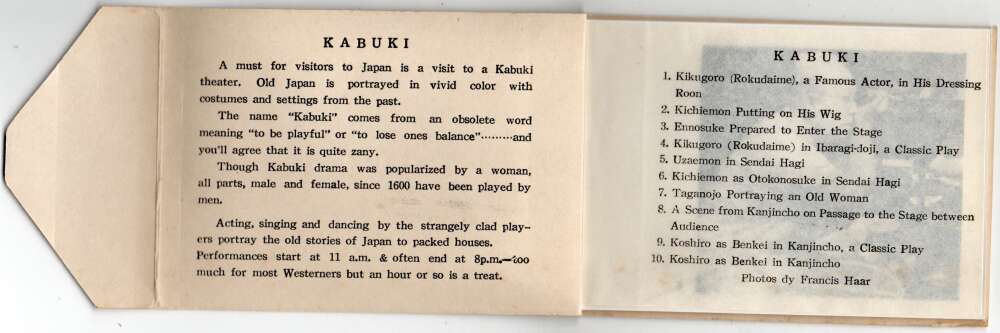 KABUKI
A must for visitors to Japan is a visit to a Kabuki
theater. Old Japan is portrayed in vivid color with
costumes and settings from the past.
The name "Kabuki" comes from an obsolete word
meaning "to be playful" or "to lose ones balance"………and
you'll agree that it is quite zany.
Though Kabuki drama was popularized by a woman,
all parts, male and female, since 1600 have been played by
men.
Acting, singing and dancing by the strangely clad play-
ers portray the old stories of Japan to packed houses.
Performances start at 11 a.m. & often end at 8p.m.—too
much for most Westerners but an hour or so is a treat.
KABUKI
1. Kikugoro (Rokudaime), a Famous Actor, in His Dressing
Roon
2. Kichiemon Putting on His Wig
3. Ennosuke Prepared to Enter the Stage
4. Kikugoro (Rokudaime) in Ibaragi-doji, a Classic Play
5. Uzaemon in Sendai Hagi
6. Kichiemon as Otokonosuke in Sendai Hagi
7. Taganojo Portraying an Old Woman
8. A Scene from Kanjincho on Passage to the Stage between
Audience
9. Koshiro as Benkei in Kanjincho, a Classic Play
10. Koshiro as Benkei in Kanjincho
Photos dy Francis Haar